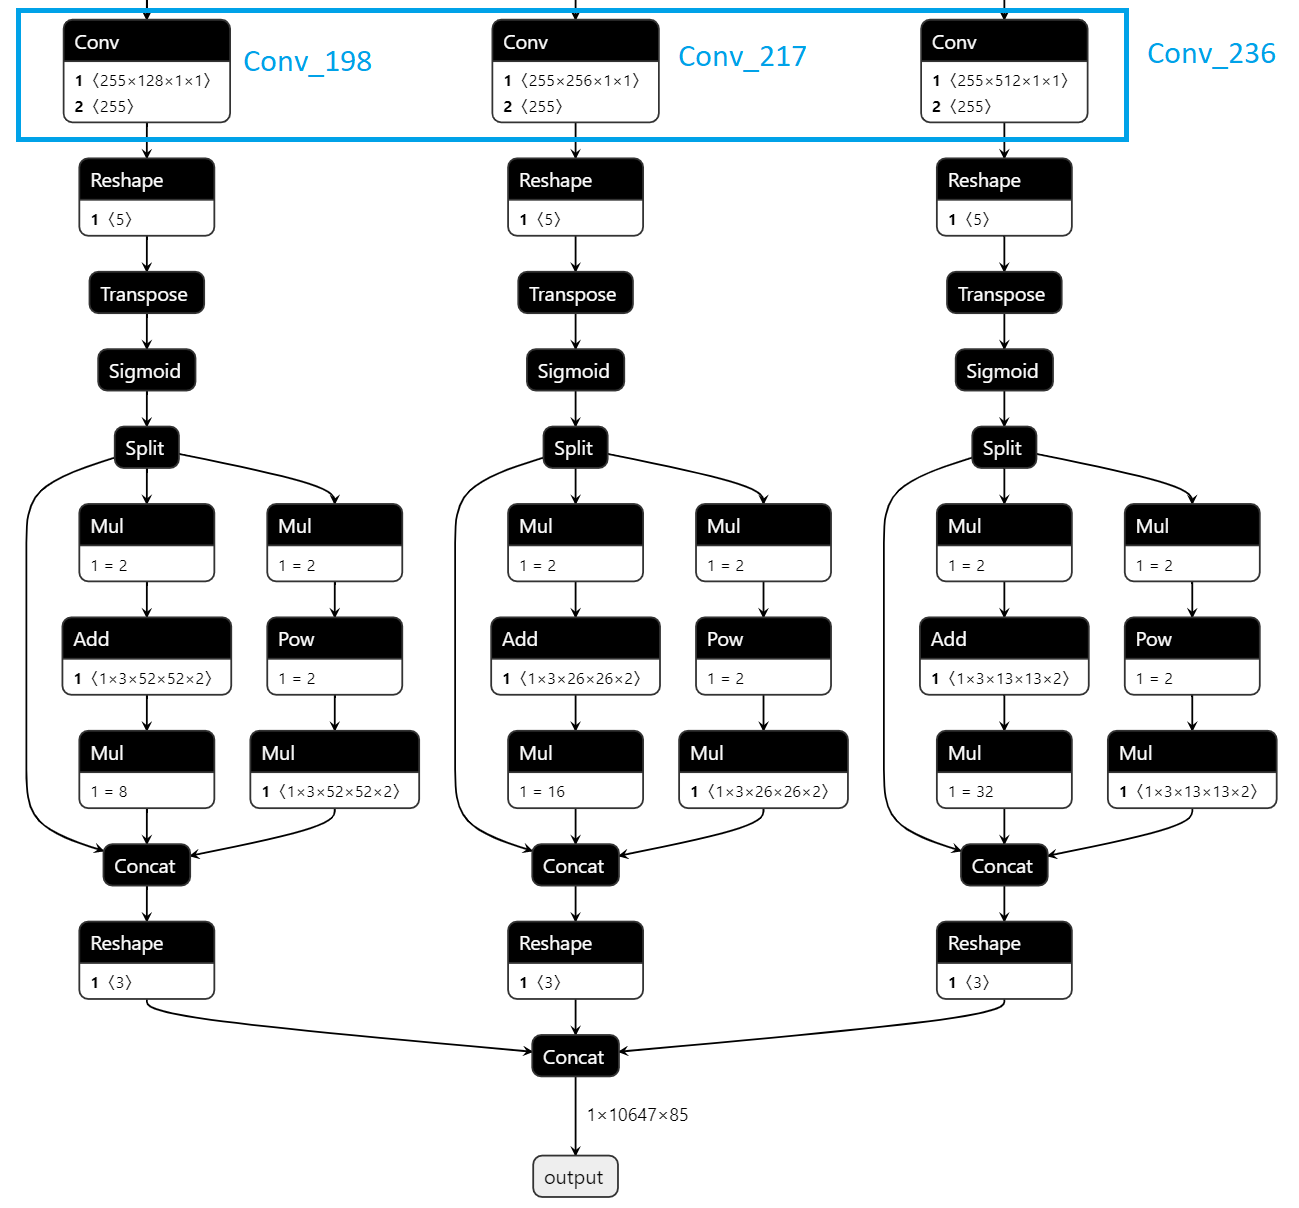 Conv
1 〈255×128×1×1〉
2 〈255〉
Conv_198
Conv
1 〈255×256×1×1〉
2 〈255〉
Conv_217
Conv
1 〈255×512×1×1〉
2 〈255〉
Conv_236
Reshape
1 〈5〉
Reshape
1 〈5〉
Reshape
1 〈5〉
Transpose
Transpose
Transpose
Sigmoid
Sigmoid
Sigmoid
Split
Split
Split
Mul
1 = 2
Mul
1 = 2
Mul
1 = 2
Mul
1 = 2
Mul
1 = 2
Mul
1 = 2
Add
1 〈1×3×52×52×2〉
Pow
1 = 2
Add
1 〈1×3×26×26×2〉
Pow
1 = 2
Add
1 〈1×3×13×13×2〉
Pow
1 = 2
Mul
1 = 8
Mul
1 〈1×3×52×52×2〉
Mul
1 = 16
Mul
1 〈1×3×26×26×2〉
Mul
1 = 32
Mul
1 〈1×3×13×13×2〉
Concat
Concat
Concat
Reshape
1 〈3〉
Reshape
1 〈3〉
Reshape
1 〈3〉
Concat
1×10647×85
output